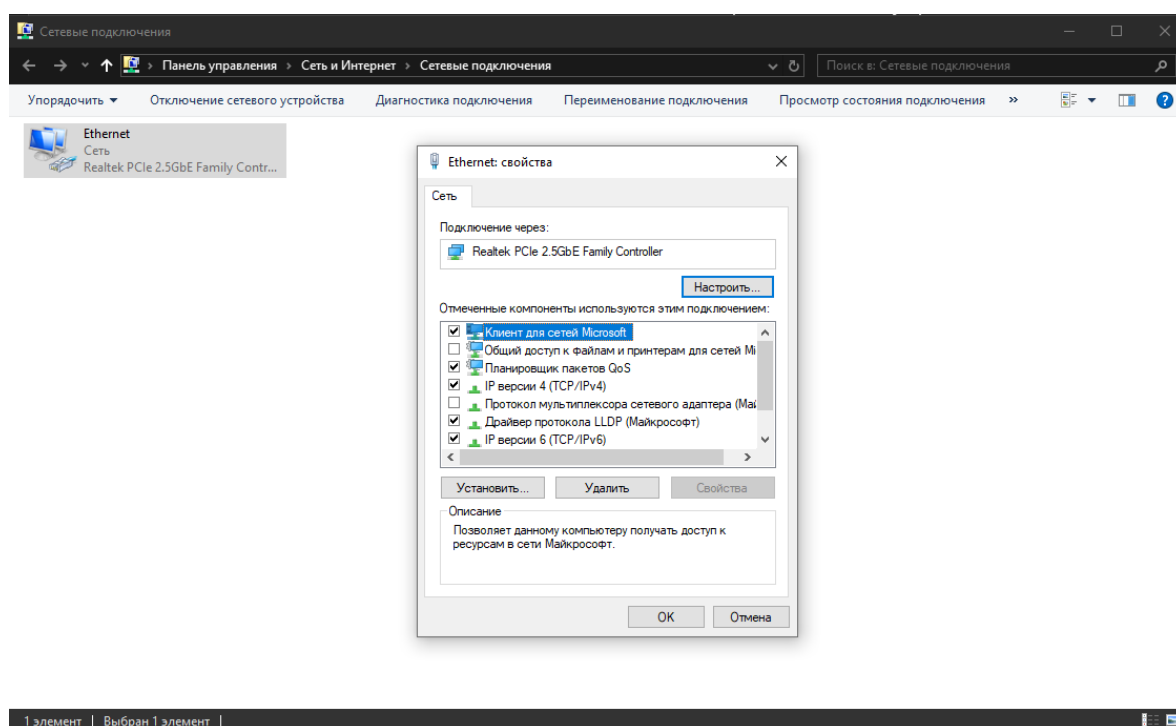 Сетевые подключения
Панель управления › Сеть и Интернет › Сетевые подключения
Поиск в: Сетевые подключения
Упорядочить Отключение сетевого устройства Диагностика подключения Переименование подключения Просмотр состояния подключения »
Ethernet
Сеть
Realtek PCIe 2.5GbE Family Contr...
Ethernet: свойства
Сеть
Подключение через:
Realtek PCIe 2.5GbE Family Controller
Настроить...
Отмеченные компоненты используются этим подключением:
Клиент для сетей Microsoft
Общий доступ к файлам и принтерам для сетей Mi
Планировщик пакетов QoS
IP версии 4 (TCP/IPv4)
Протокол мультиплексора сетевого адаптера (Май
Драйвер протокола LLDP (Майкрософт)
IP версии 6 (TCP/IPv6)
Установить... Удалить Свойства
Описание
Позволяет данному компьютеру получать доступ к
ресурсам в сети Майкрософт.
OK Отмена
1 элемент Выбран 1 элемент